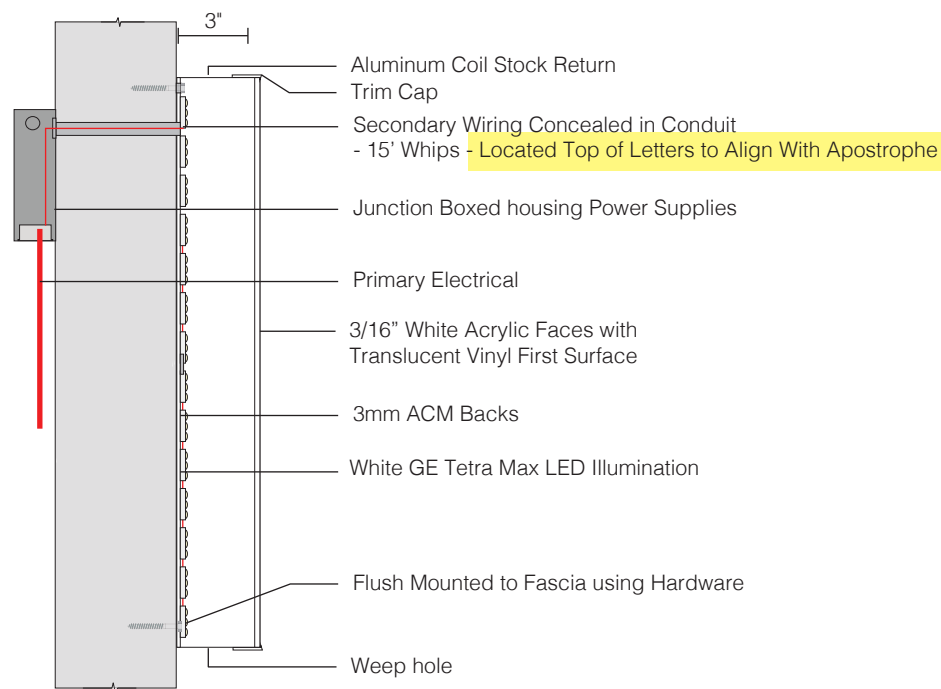 3"
Aluminum Coil Stock Return
Trim Cap
Secondary Wiring Concealed in Conduit
- 15’ Whips - Located Top of Letters to Align With Apostrophe
Junction Boxed housing Power Supplies
Primary Electrical
3/16” White Acrylic Faces with
Translucent Vinyl First Surface
3mm ACM Backs
White GE Tetra Max LED Illumination
Flush Mounted to Fascia using Hardware
Weep hole